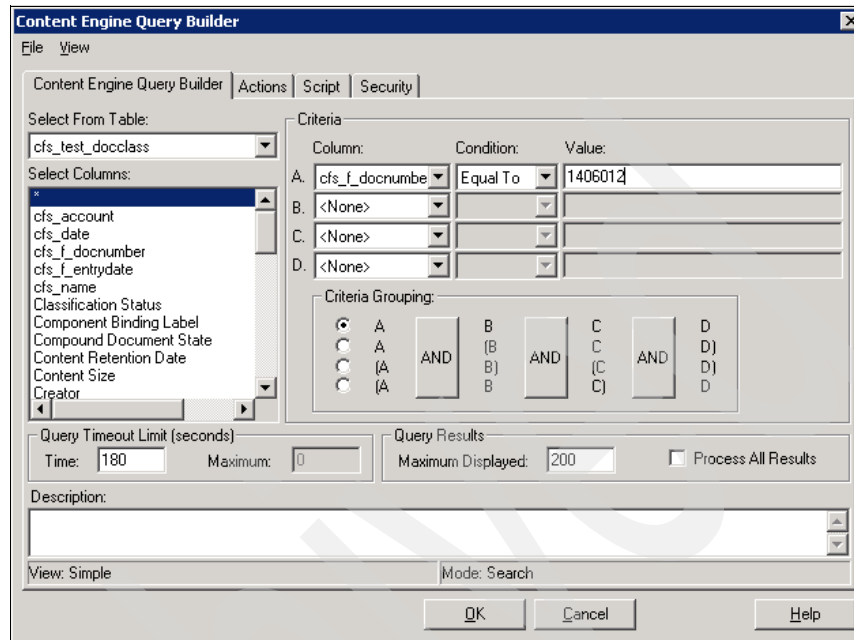 Content Engine Query Builder
File View
Content Engine Query Builder Actions Script Security
Select From Table:
cfs_test_docclass
Select Columns:
*
cfs_account
cfs_date
cfs_f_docnumber
cfs_f_entrydate
cfs_name
Classification Status
Component Binding Label
Compound Document State
Content Retention Date
Content Size
Creator
Criteria
Column: Condition: Value:
A. cfs_f_docnumbe Equal To 1406012
B. <None>
C. <None>
D. <None>
Criteria Grouping:
A B C D
A (B C D)
(A B) (C D)
(A B C) D
AND AND AND
Query Timeout Limit (seconds)
Time: 180 Maximum: 0
Query Results
Maximum Displayed: 200 Process All Results
Description:
View: Simple Mode: Search
OK Cancel Help